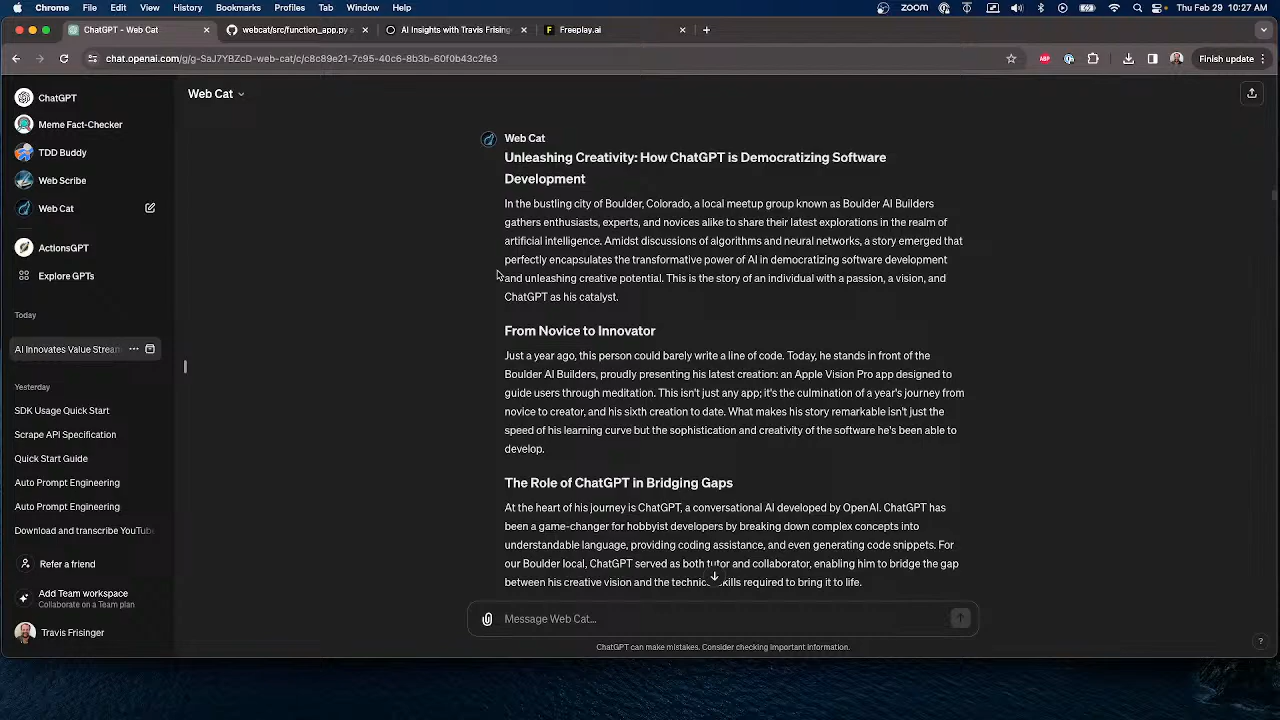 Chrome File Edit View History Bookmarks Profiles Tab Window Help zoom Thu Feb 29 10:27 AM
ChatGPT - Web Cat webcat/src/function_app.py AI Insights with Travis Frising Freeplay.ai
chat.openai.com/g/g-SaJ7YBZcD-web-cat/c/c8c89e21-7c95-40c6-8b3b-60f0b43c2fe3 ABP Finish update
ChatGPT
Meme Fact-Checker
TDD Buddy
Web Scribe
Web Cat
ActionsGPT
Explore GPTs
Today
AI Innovates Value Stream
Yesterday
SDK Usage Quick Start
Scrape API Specification
Quick Start Guide
Auto Prompt Engineering
Auto Prompt Engineering
Download and transcribe YouTube
Refer a friend
Add Team workspace
Collaborate on a Team plan
Travis Frisinger
Web Cat
Web Cat
Unleashing Creativity: How ChatGPT is Democratizing Software
Development
In the bustling city of Boulder, Colorado, a local meetup group known as Boulder AI Builders
gathers enthusiasts, experts, and novices alike to share their latest explorations in the realm of
artificial intelligence. Amidst discussions of algorithms and neural networks, a story emerged that
perfectly encapsulates the transformative power of AI in democratizing software development
and unleashing creative potential. This is the story of an individual with a passion, a vision, and
ChatGPT as his catalyst.
From Novice to Innovator
Just a year ago, this person could barely write a line of code. Today, he stands in front of the
Boulder AI Builders, proudly presenting his latest creation: an Apple Vision Pro app designed to
guide users through meditation. This isn't just any app; it's the culmination of a year's journey from
novice to creator, and his sixth creation to date. What makes his story remarkable isn't just the
speed of his learning curve but the sophistication and creativity of the software he's been able to
develop.
The Role of ChatGPT in Bridging Gaps
At the heart of his journey is ChatGPT, a conversational AI developed by OpenAI. ChatGPT has
been a game-changer for hobbyist developers by breaking down complex concepts into
understandable language, providing coding assistance, and even generating code snippets. For
our Boulder local, ChatGPT served as both tutor and collaborator, enabling him to bridge the gap
between his creative vision and the technical skills required to bring it to life.
Message Web Cat...
ChatGPT can make mistakes. Consider checking important information.
?